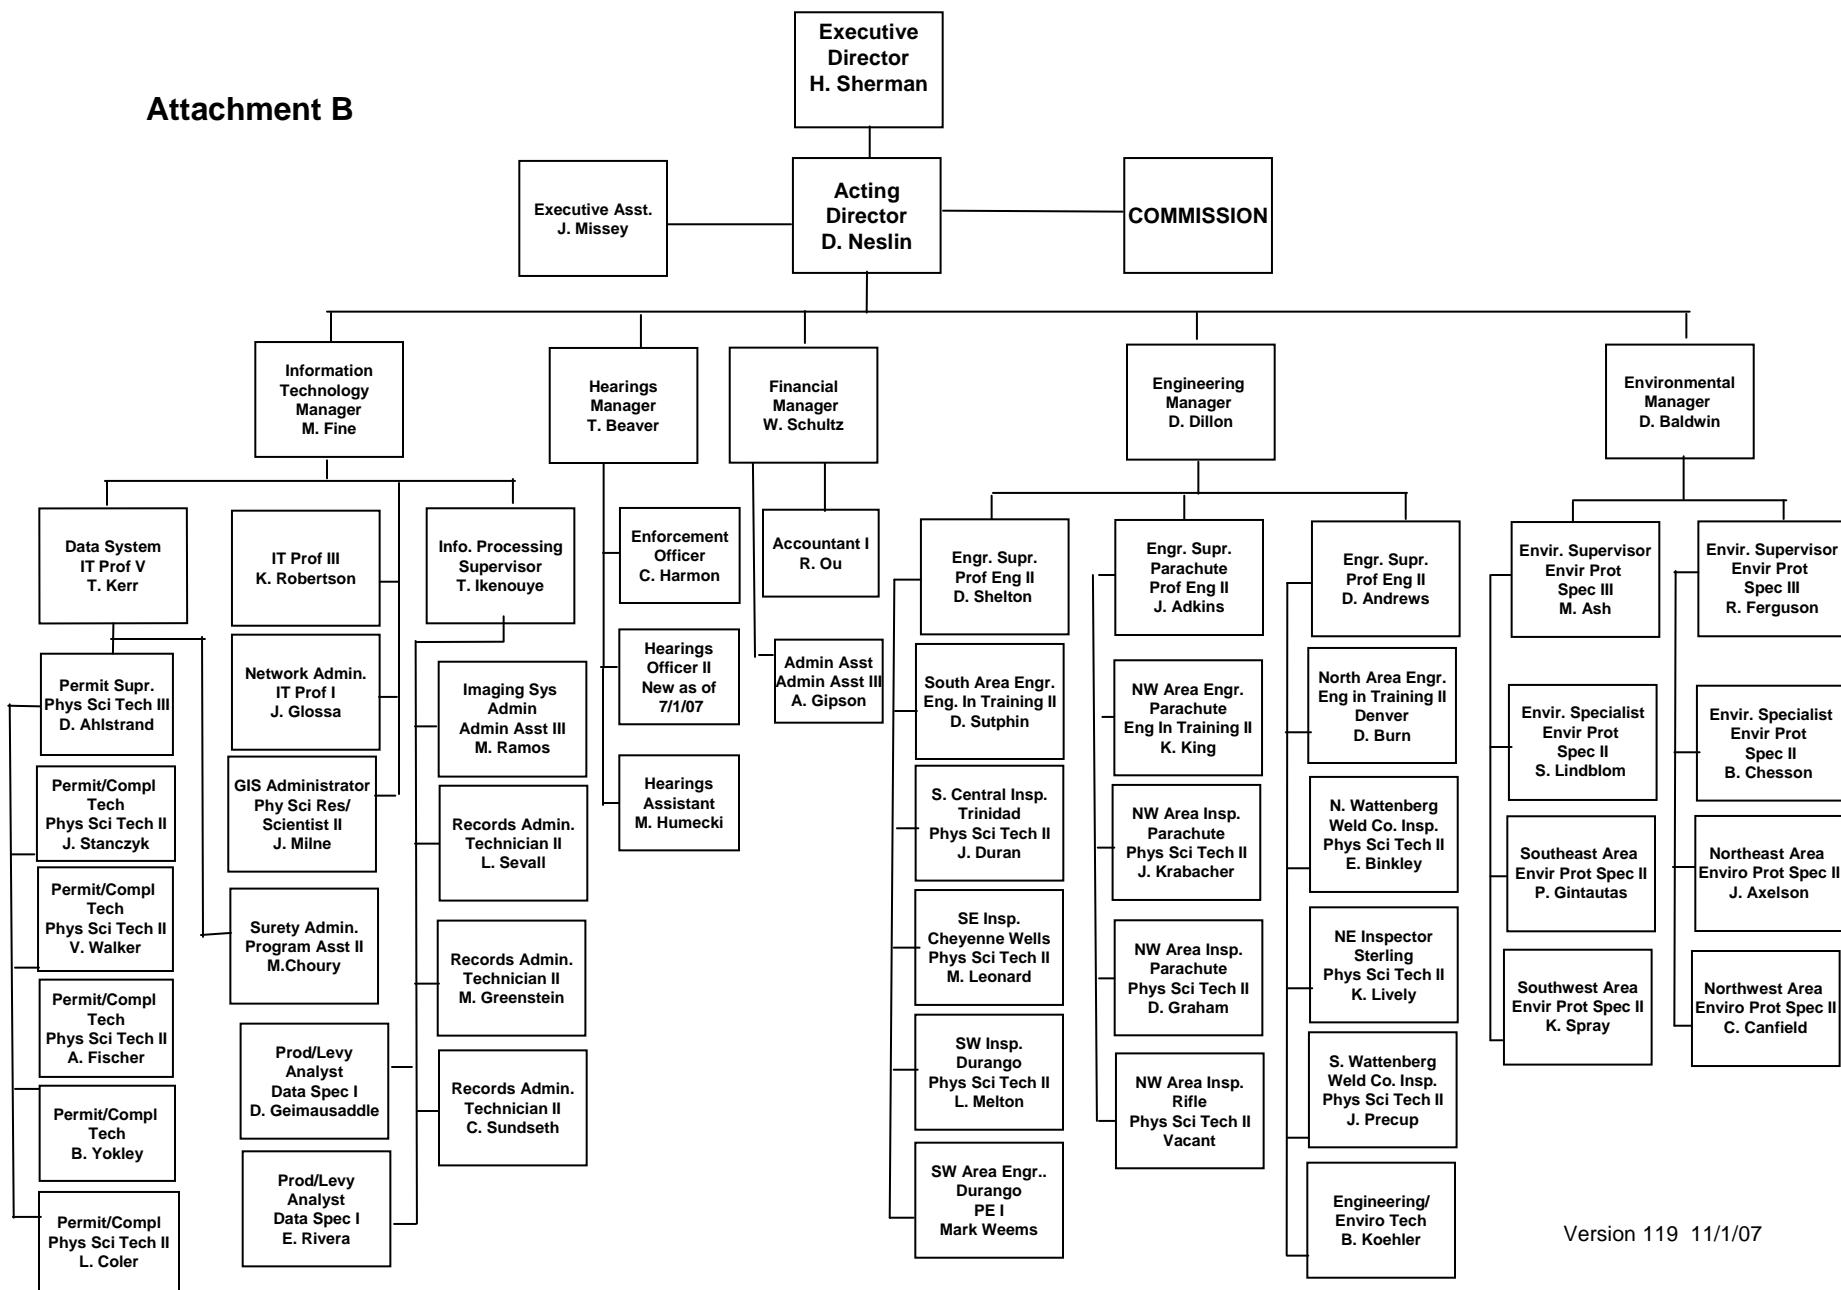 Attachment B
Executive
Director
H. Sherman
Executive Asst.
J. Missey
Acting
Director
D. Neslin
COMMISSION
Information
Technology
Manager
M. Fine
Hearings
Manager
T. Beaver
Financial
Manager
W. Schultz
Engineering
Manager
D. Dillon
Environmental
Manager
D. Baldwin
Data System
IT Prof V
T. Kerr
Permit Supr.
Phys Sci Tech III
D. Ahlstrand
Permit/Compl
Tech
Phys Sci Tech II
J. Stanczyk
Permit/Compl
Tech
Phys Sci Tech II
V. Walker
Permit/Compl
Tech
Phys Sci Tech II
A. Fischer
Permit/Compl
Tech
B. Yokley
Permit/Compl
Phys Sci Tech II
L. Coler
IT Prof III
K. Robertson
Network Admin.
IT Prof I
J. Glossa
GIS Administrator
Phy Sci Res/
Scientist II
J. Milne
Surety Admin.
Program Asst II
M.Choury
Prod/Levy
Analyst
Data Spec I
D. Geimausaddle
Prod/Levy
Analyst
Data Spec I
E. Rivera
Info. Processing
Supervisor
T. Ikenouye
Imaging Sys
Admin
Admin Asst III
M. Ramos
Records Admin.
Technician II
L. Sevall
Records Admin.
Technician II
M. Greenstein
Records Admin.
Technician II
C. Sundseth
Enforcement
Officer
C. Harmon
Hearings
Officer II
New as of
7/1/07
Hearings
Assistant
M. Humecki
Accountant I
R. Ou
Admin Asst
Admin Asst III
A. Gipson
Engr. Supr.
Prof Eng II
D. Shelton
South Area Engr.
Eng. In Training II
D. Sutphin
S. Central Insp.
Trinidad
Phys Sci Tech II
J. Duran
SE Insp.
Cheyenne Wells
Phys Sci Tech II
M. Leonard
SW Insp.
Durango
Phys Sci Tech II
L. Melton
SW Area Engr..
Durango
PE I
Mark Weems
Engr. Supr.
Parachute
Prof Eng II
J. Adkins
NW Area Engr.
Parachute
Eng In Training II
K. King
NW Area Insp.
Parachute
Phys Sci Tech II
J. Krabacher
NW Area Insp.
Parachute
Phys Sci Tech II
D. Graham
NW Area Insp.
Rifle
Phys Sci Tech II
Vacant
Engr. Supr.
Prof Eng II
D. Andrews
North Area Engr.
Eng in Training II
Denver
D. Burn
N. Wattenberg
Weld Co. Insp.
Phys Sci Tech II
E. Binkley
NE Inspector
Sterling
Phys Sci Tech II
K. Lively
S. Wattenberg
Weld Co. Insp.
Phys Sci Tech II
J. Precup
Engineering/
Enviro Tech
B. Koehler
Envir. Supervisor
Envir Prot
Spec III
M. Ash
Envir. Specialist
Envir Prot
Spec II
S. Lindblom
Southeast Area
Envir Prot Spec II
P. Gintautas
Southwest Area
Envir Prot Spec II
K. Spray
Envir. Supervisor
Envir Prot
Spec III
R. Ferguson
Envir. Specialist
Envir Prot
Spec II
B. Chesson
Northeast Area
Enviro Prot Spec II
J. Axelson
Northwest Area
Enviro Prot Spec II
C. Canfield
Version 119 11/1/07